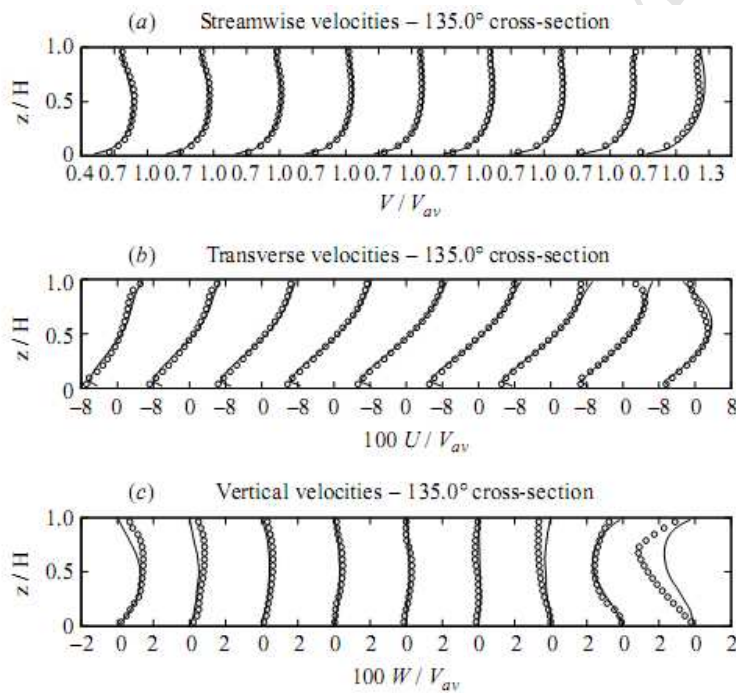 (a) Streamwise velocities – 135.0° cross-section
1.0
z / H
0
0.4 0.7 1.0 0.7 1.0 0.7 1.0 0.7 1.0 0.7 1.0 0.7 1.0 0.7 1.0 0.7 1.0 0.7 1.0 1.3
V / Vav
(b) Transverse velocities – 135.0° cross-section
1.0
z / H
0
–8 0 –8 0 –8 0 –8 0 –8 0 –8 0 –8 0 –8 0 –8 0 8
100 U / Vav
(c) Vertical velocities – 135.0° cross-section
1.0
z / H
0.5
0
–2 0 2 0 2 0 2 0 2 0 2 0 2 0 2 0 2 0 2
100 W / Vav